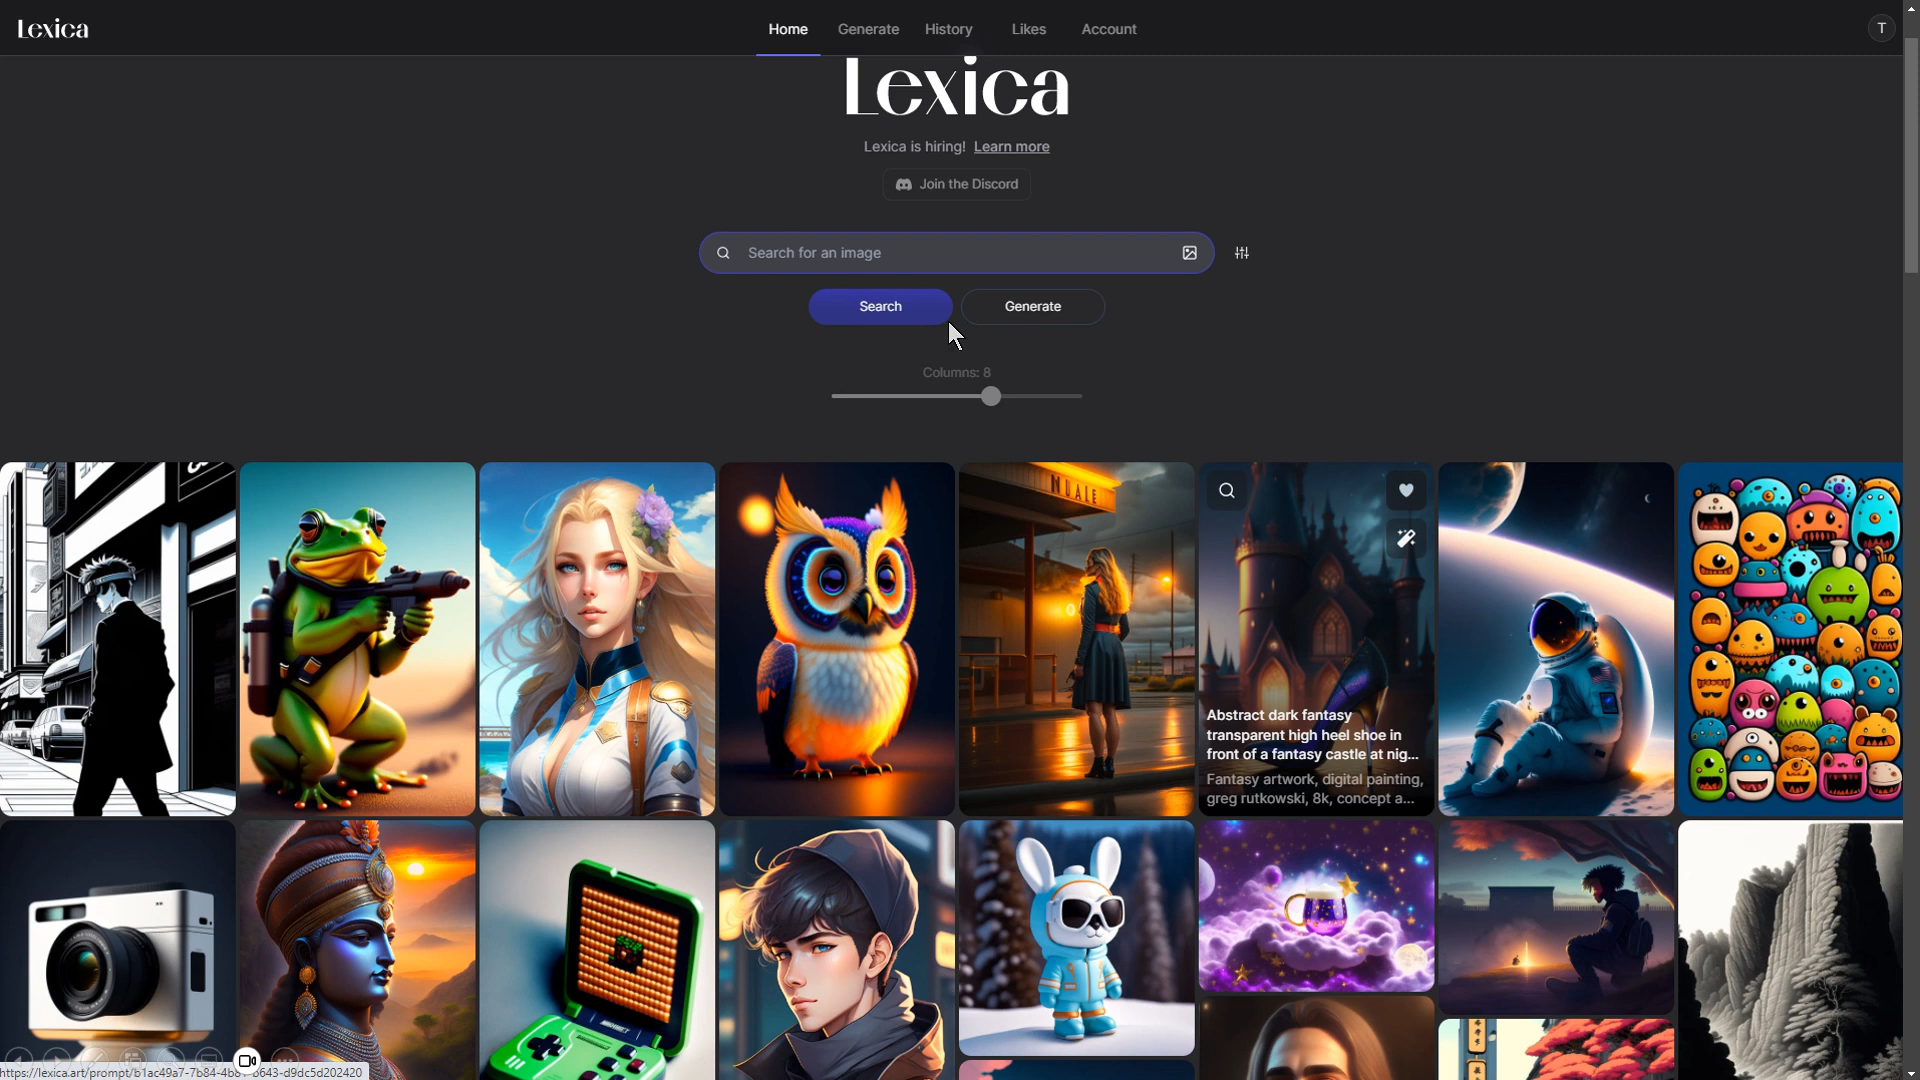 Lexica
Home
Generate
History
Likes
Account
T
Lexica
Lexica is hiring! Learn more
Join the Discord
Search for an image
Search
Generate
Columns: 8
NUALE
Abstract dark fantasy
transparent high heel shoe in
front of a fantasy castle at nig...
Fantasy artwork, digital painting,
greg rutkowski, 8k, concept a...